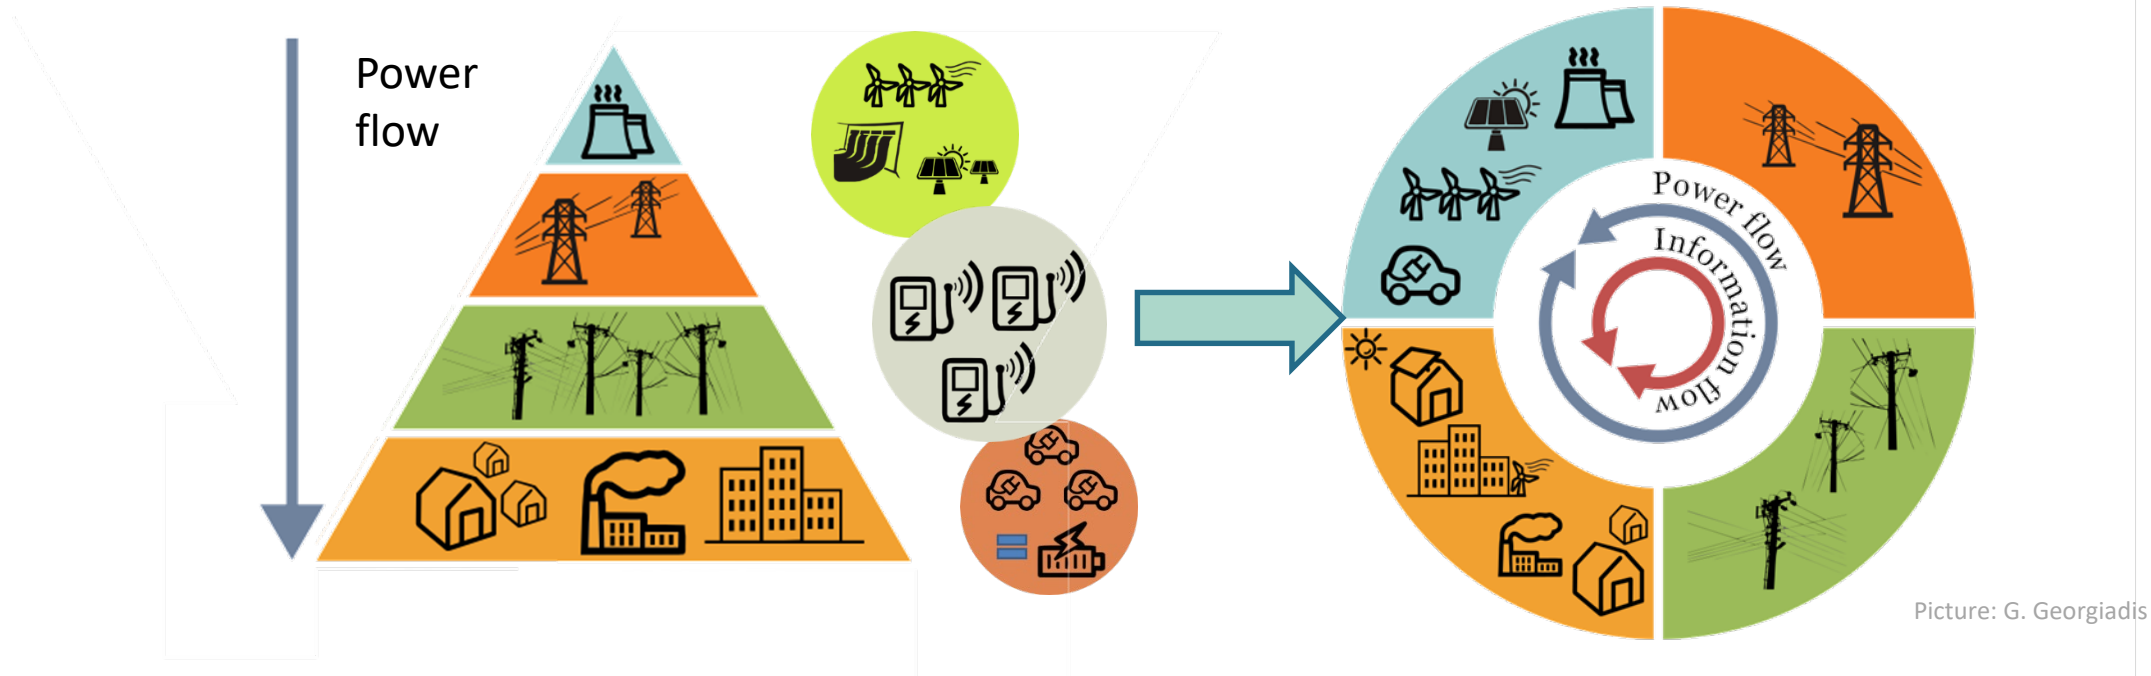 Power
flow
Power flow
Information flow
Picture: G. Georgiadis